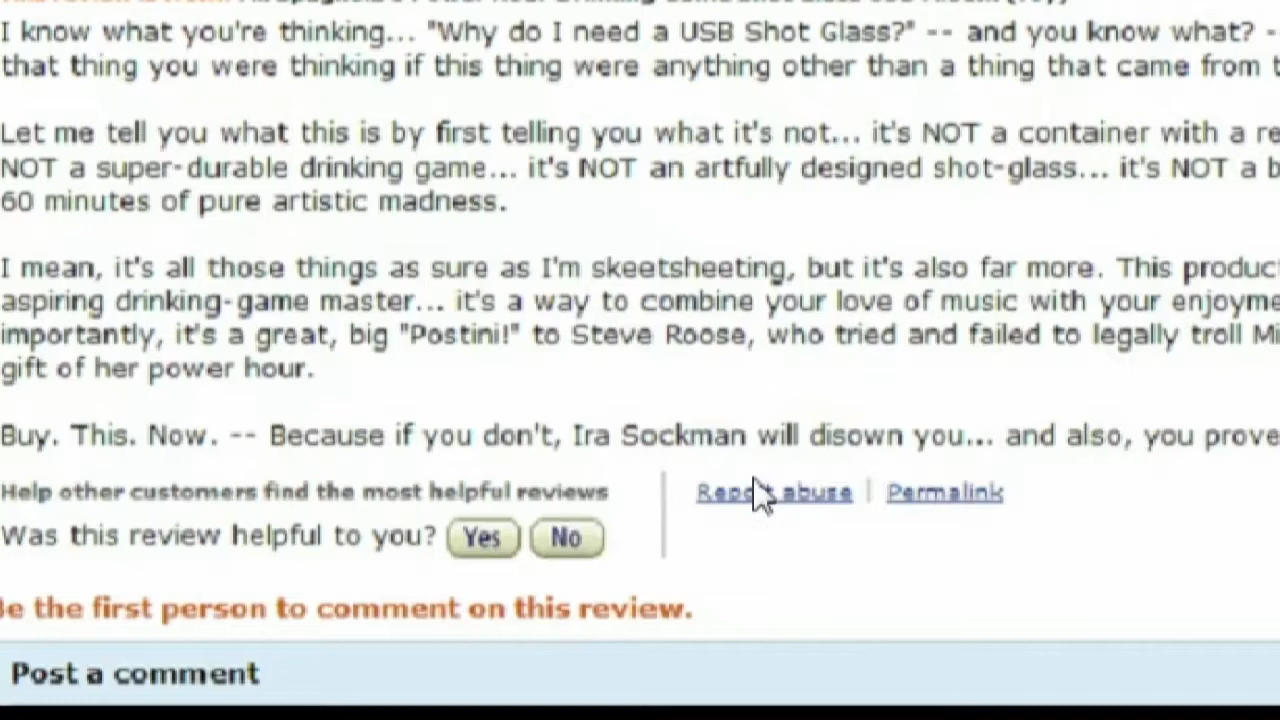 I know what you're thinking... "Why do I need a USB Shot Glass?" -- and you know what? -
that thing you were thinking if this thing were anything other than a thing that came from
Let me tell you what this is by first telling you what it's not... it's NOT a container with a
NOT a super-durable drinking game... it's NOT an artfully designed shot-glass... it's NOT a
60 minutes of pure artistic madness.
I mean, it's all those things as sure as I'm skeetsheeting, but it's also far more. This
aspiring drinking-game master... it's a way to combine your love of music with your
importantly, it's a great, big "Postini!" to Steve Roose, who tried and failed to legally troll
gift of her power hour.
Buy. This. Now. -- Because if you don't, Ira Sockman will disown you... and also, you
Help other customers find the most helpful reviews
Report abuse | Permalink
Was this review helpful to you? Yes No
Be the first person to comment on this review.
Post a comment